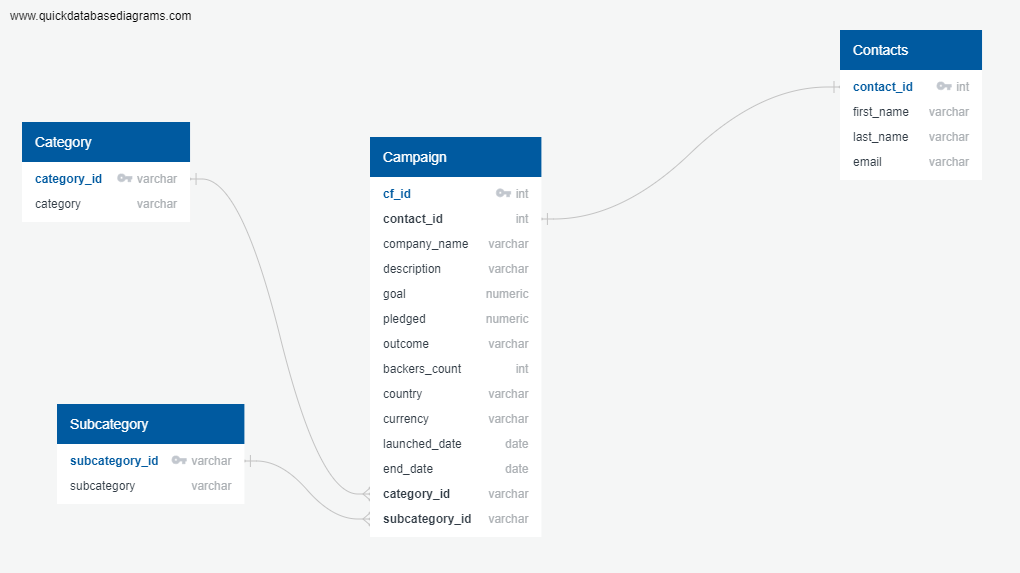 www.quickdatabasediagrams.com
Contacts
contact_id int
first_name varchar
last_name varchar
email varchar
Category
category_id varchar
category varchar
Campaign
cf_id int
contact_id int
company_name varchar
description varchar
goal numeric
pledged numeric
outcome varchar
backers_count int
country varchar
currency varchar
launched_date date
end_date date
category_id varchar
subcategory_id varchar
Subcategory
subcategory_id varchar
subcategory varchar